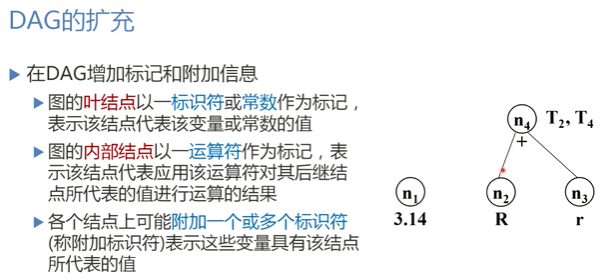 DAG的扩充
▶ 在DAG增加标记和附加信息
▶ 图的叶结点以一标识符或常数作为标记，
表示该结点代表该变量或常数的值
▶ 图的内部结点以一运算符作为标记，表
示该结点代表应用该运算符对其后继结
点所代表的值进行运算的结果
▶ 各个结点上可能附加一个或多个标识符
(称附加标识符)表示这些变量具有该结点
所代表的值
n₄ T₂, T₄
+
n₁ n₂ n₃
3.14 R r